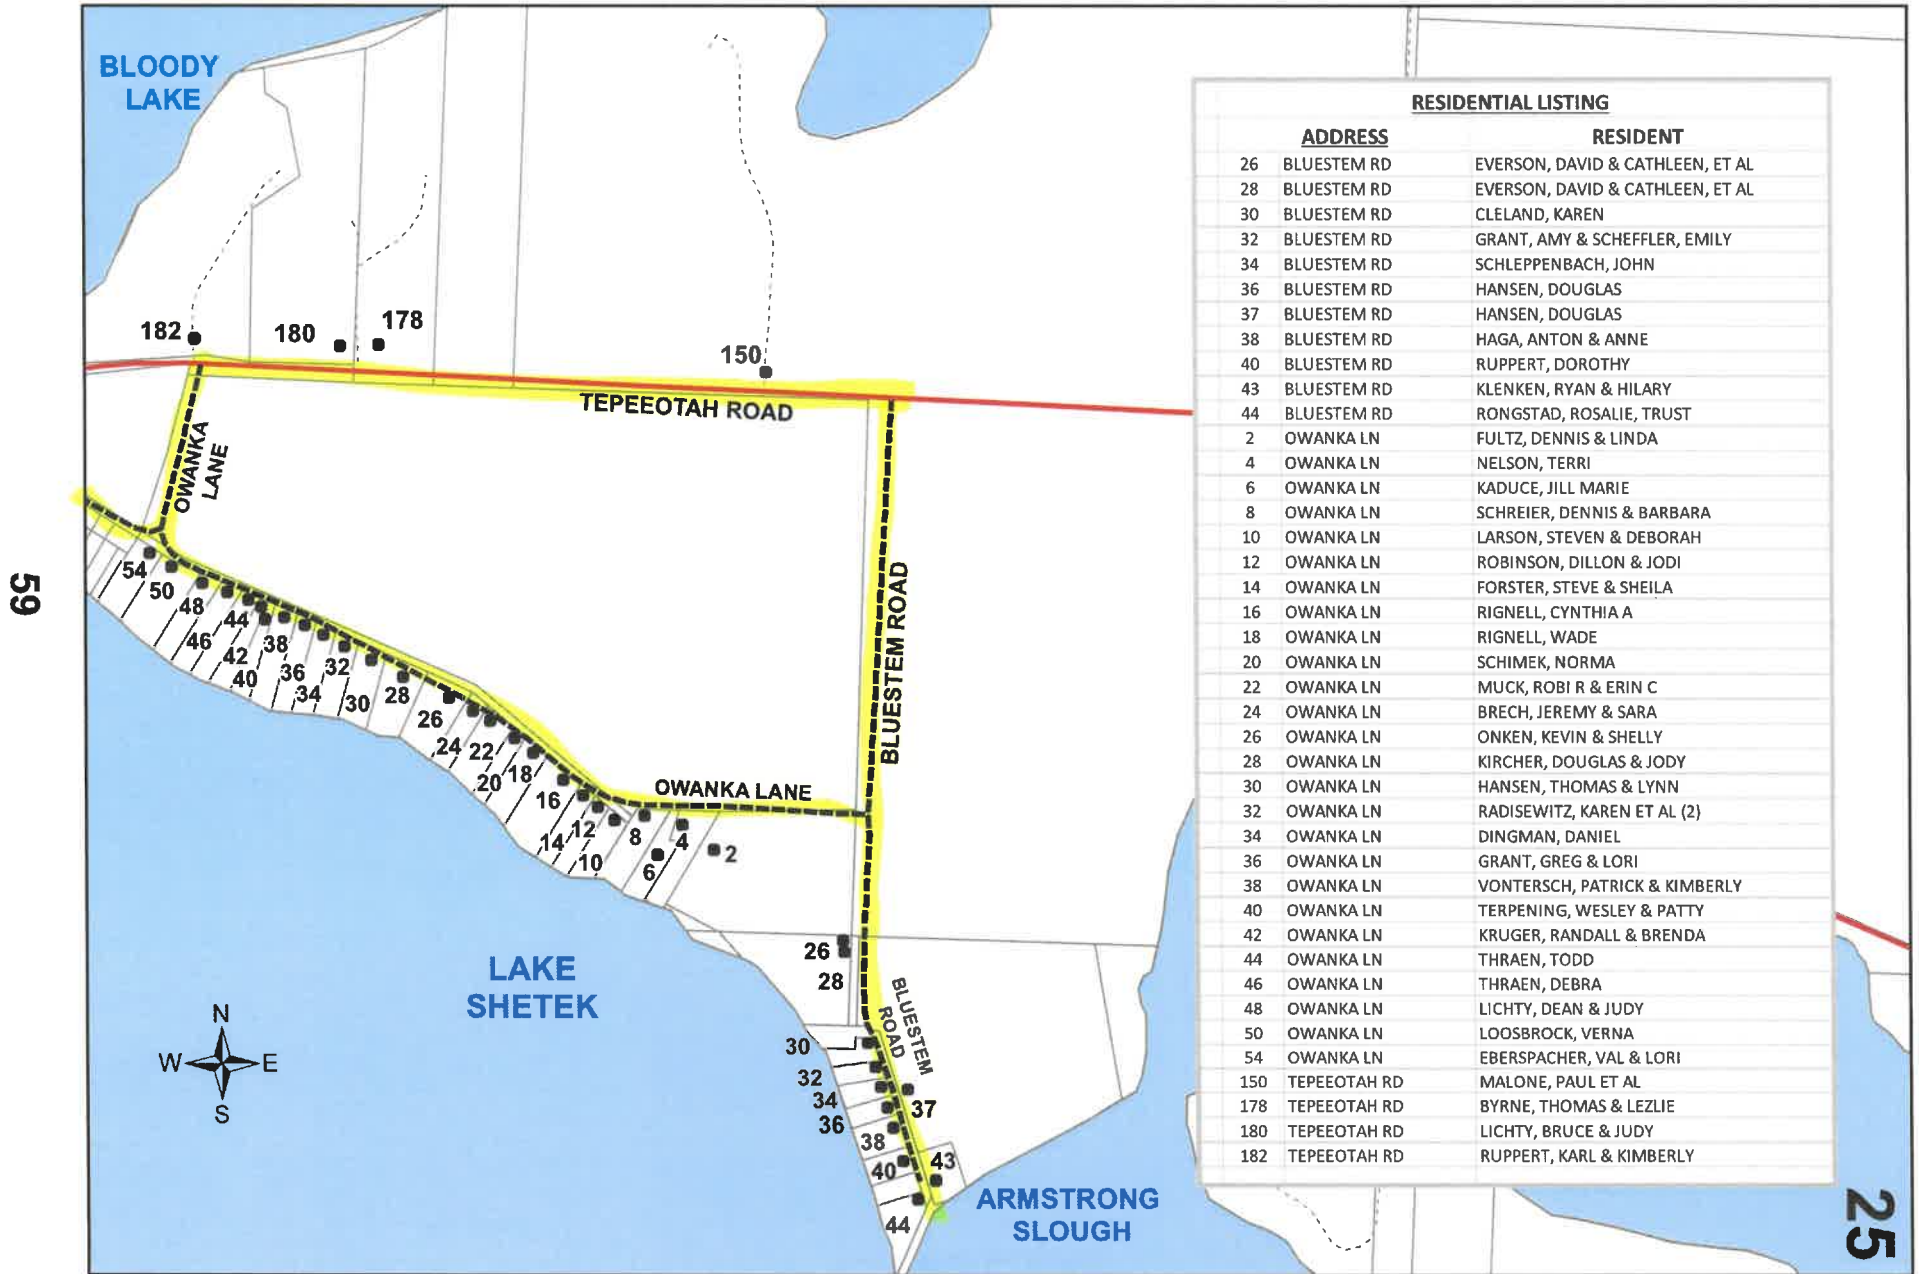 BLOODY
LAKE
182
180
178
150
TEPEEOTAH ROAD
OWANKA
LANE
BLUESTEM ROAD
54
50
48
46
44
42
40
38
36
34
32
30
28
26
24
22
20
18
16
14
12
10
8
6
4
2
OWANKA LANE
26
28
BLUESTEM
ROAD
30
32
34
36
37
38
40
43
44
LAKE
SHETEK
ARMSTRONG
SLOUGH
N
W E
S
59
25
RESIDENTIAL LISTING
ADDRESS RESIDENT
26 BLUESTEM RD EVERSON, DAVID & CATHLEEN, ET AL
28 BLUESTEM RD EVERSON, DAVID & CATHLEEN, ET AL
30 BLUESTEM RD CLELAND, KAREN
32 BLUESTEM RD GRANT, AMY & SCHEFFLER, EMILY
34 BLUESTEM RD SCHLEPPENBACH, JOHN
36 BLUESTEM RD HANSEN, DOUGLAS
37 BLUESTEM RD HANSEN, DOUGLAS
38 BLUESTEM RD HAGA, ANTON & ANNE
40 BLUESTEM RD RUPPERT, DOROTHY
43 BLUESTEM RD KLENKEN, RYAN & HILARY
44 BLUESTEM RD RONGSTAD, ROSALIE, TRUST
2 OWANKA LN FULTZ, DENNIS & LINDA
4 OWANKA LN NELSON, TERRI
6 OWANKA LN KADUCE, JILL MARIE
8 OWANKA LN SCHREIER, DENNIS & BARBARA
10 OWANKA LN LARSON, STEVEN & DEBORAH
12 OWANKA LN ROBINSON, DILLON & JODI
14 OWANKA LN FORSTER, STEVE & SHEILA
16 OWANKA LN RIGNELL, CYNTHIA A
18 OWANKA LN RIGNELL, WADE
20 OWANKA LN SCHIMEK, NORMA
22 OWANKA LN MUCK, ROBI R & ERIN C
24 OWANKA LN BRECH, JEREMY & SARA
26 OWANKA LN ONKEN, KEVIN & SHELLY
28 OWANKA LN KIRCHER, DOUGLAS & JODY
30 OWANKA LN HANSEN, THOMAS & LYNN
32 OWANKA LN RADISEWITZ, KAREN ET AL (2)
34 OWANKA LN DINGMAN, DANIEL
36 OWANKA LN GRANT, GREG & LORI
38 OWANKA LN VONTERSCH, PATRICK & KIMBERLY
40 OWANKA LN TERPENING, WESLEY & PATTY
42 OWANKA LN KRUGER, RANDALL & BRENDA
44 OWANKA LN THRAEN, TODD
46 OWANKA LN THRAEN, DEBRA
48 OWANKA LN LICHTY, DEAN & JUDY
50 OWANKA LN LOOSBROCK, VERNA
54 OWANKA LN EBERSPACHER, VAL & LORI
150 TEPEEOTAH RD MALONE, PAUL ET AL
178 TEPEEOTAH RD BYRNE, THOMAS & LEZLIE
180 TEPEEOTAH RD LICHTY, BRUCE & JUDY
182 TEPEEOTAH RD RUPPERT, KARL & KIMBERLY